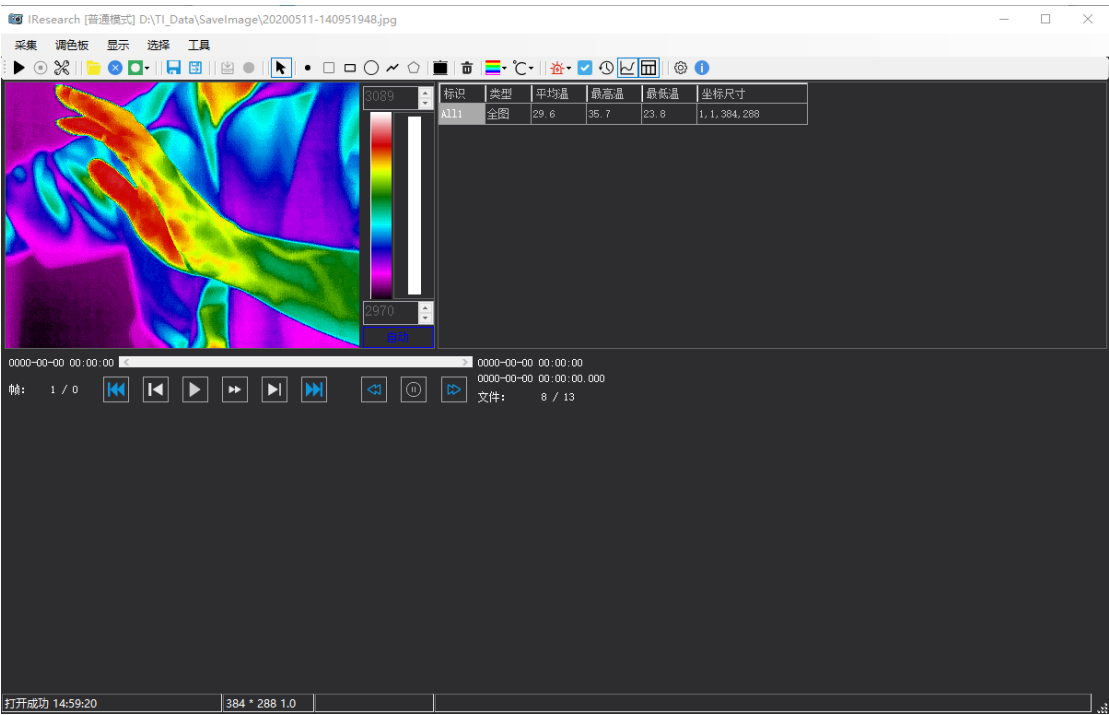 IResearch [普通模式] D:\TI_Data\SaveImage\20200511-140951948.jpg
采集 调色板 显示 选择 工具
℃
3089
标识 类型 平均温 最高温 最低温 坐标尺寸
All1 全图 29.6 35.7 23.8 1,1,384,288
2970
自动
0000-00-00 00:00:00 0000-00-00 00:00:00
0000-00-00 00:00:00.000
帧: 1 / 0
文件: 8 / 13
打开成功 14:59:20 384 * 288 1.0